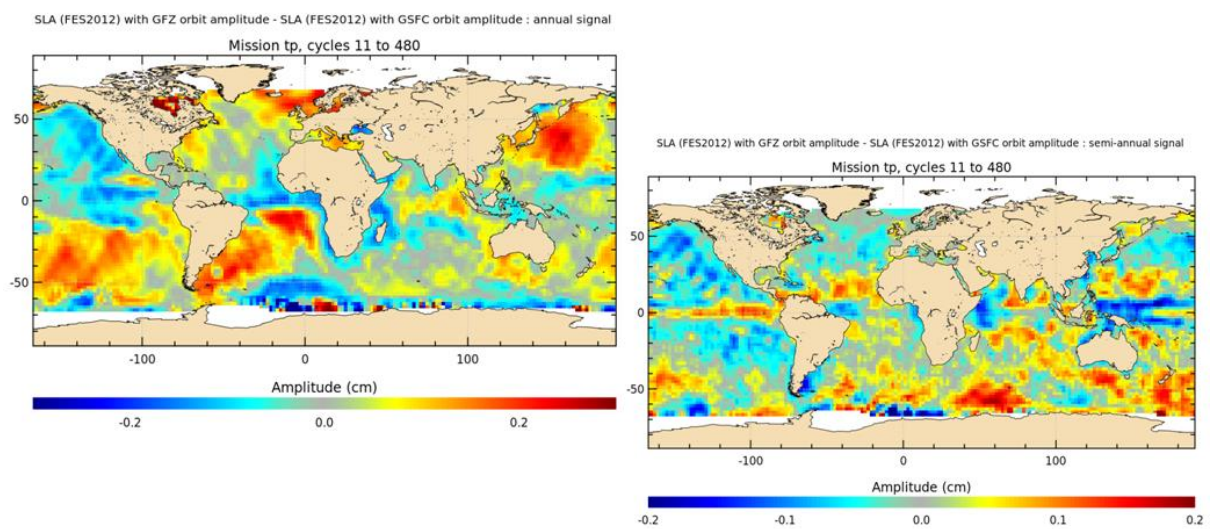 SLA (FES2012) with GFZ orbit amplitude - SLA (FES2012) with GSFC orbit amplitude : annual signal
Mission tp, cycles 11 to 480
50
0
-50
-100 0 100
Amplitude (cm)
-0.2 0.0 0.2
SLA (FES2012) with GFZ orbit amplitude - SLA (FES2012) with GSFC orbit amplitude : semi-annual signal
Mission tp, cycles 11 to 480
50
0
-50
-100 0 100
Amplitude (cm)
-0.2 -0.1 0.0 0.1 0.2